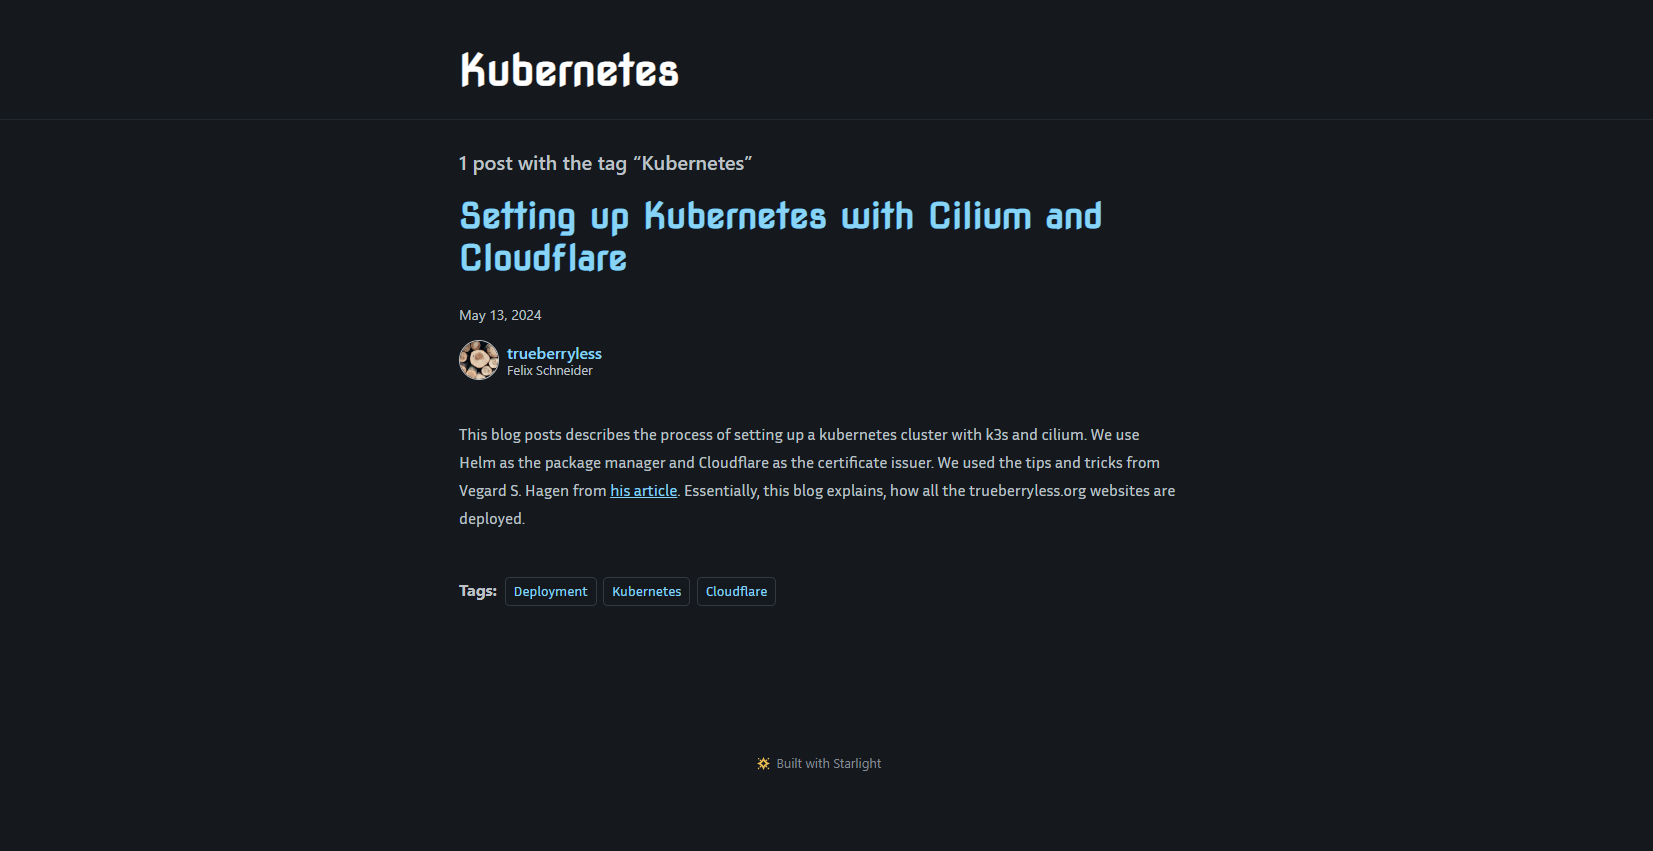 Kubernetes
1 post with the tag “Kubernetes”
Setting up Kubernetes with Cilium and
Cloudflare
May 13, 2024
trueberryless
Felix Schneider
This blog posts describes the process of setting up a kubernetes cluster with k3s and cilium. We use
Helm as the package manager and Cloudflare as the certificate issuer. We used the tips and tricks from
Vegard S. Hagen from his article. Essentially, this blog explains, how all the trueberryless.org websites are
deployed.
Tags: Deployment Kubernetes Cloudflare
Built with Starlight